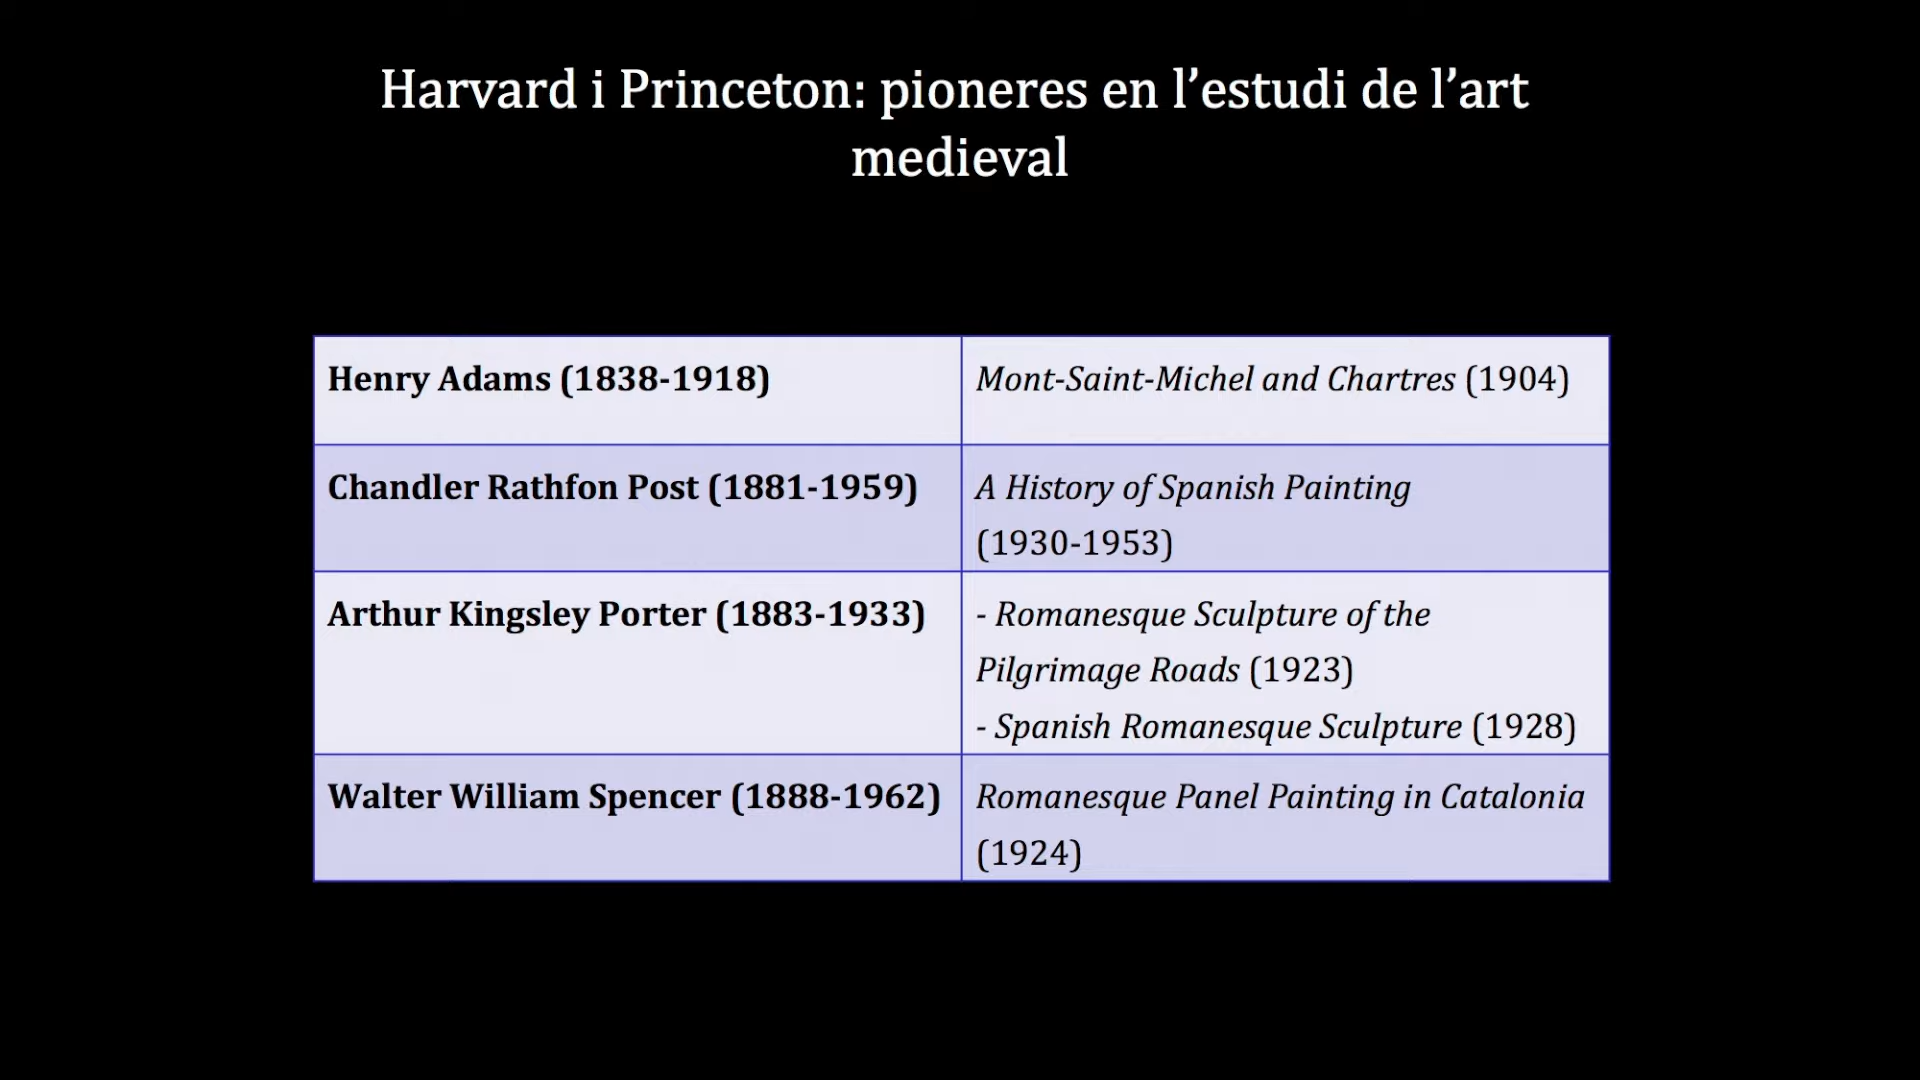 Harvard i Princeton: pioneres en l’estudi de l’art
medieval
Henry Adams (1838-1918)
Mont-Saint-Michel and Chartres (1904)
Chandler Rathfon Post (1881-1959)
A History of Spanish Painting
(1930-1953)
Arthur Kingsley Porter (1883-1933)
- Romanesque Sculpture of the
Pilgrimage Roads (1923)
- Spanish Romanesque Sculpture (1928)
Walter William Spencer (1888-1962)
Romanesque Panel Painting in Catalonia
(1924)